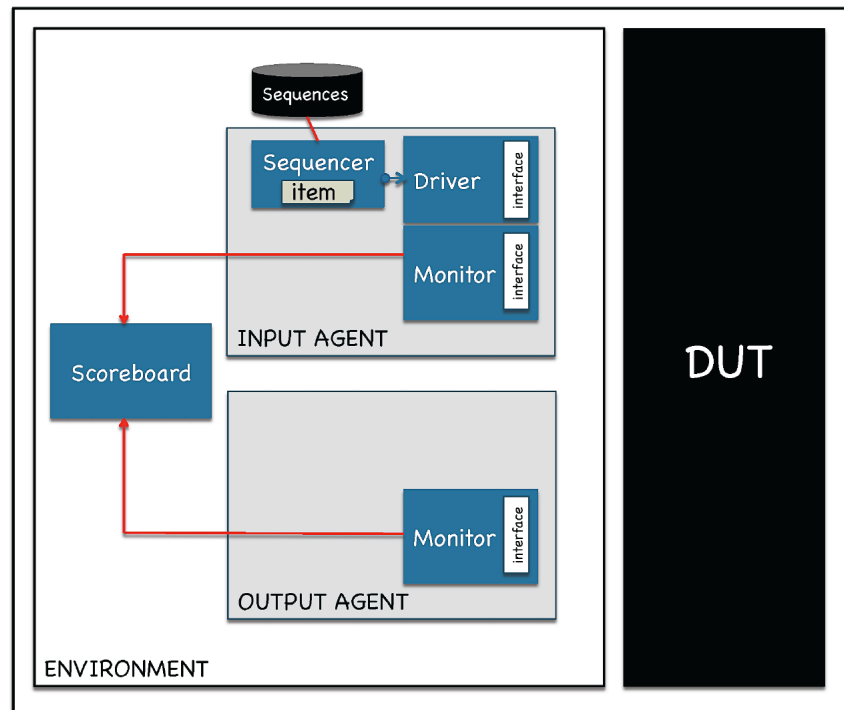 Sequences
Sequencer
item
Driver
interface
Monitor
interface
INPUT AGENT
Scoreboard
DUT
Monitor
interface
OUTPUT AGENT
ENVIRONMENT